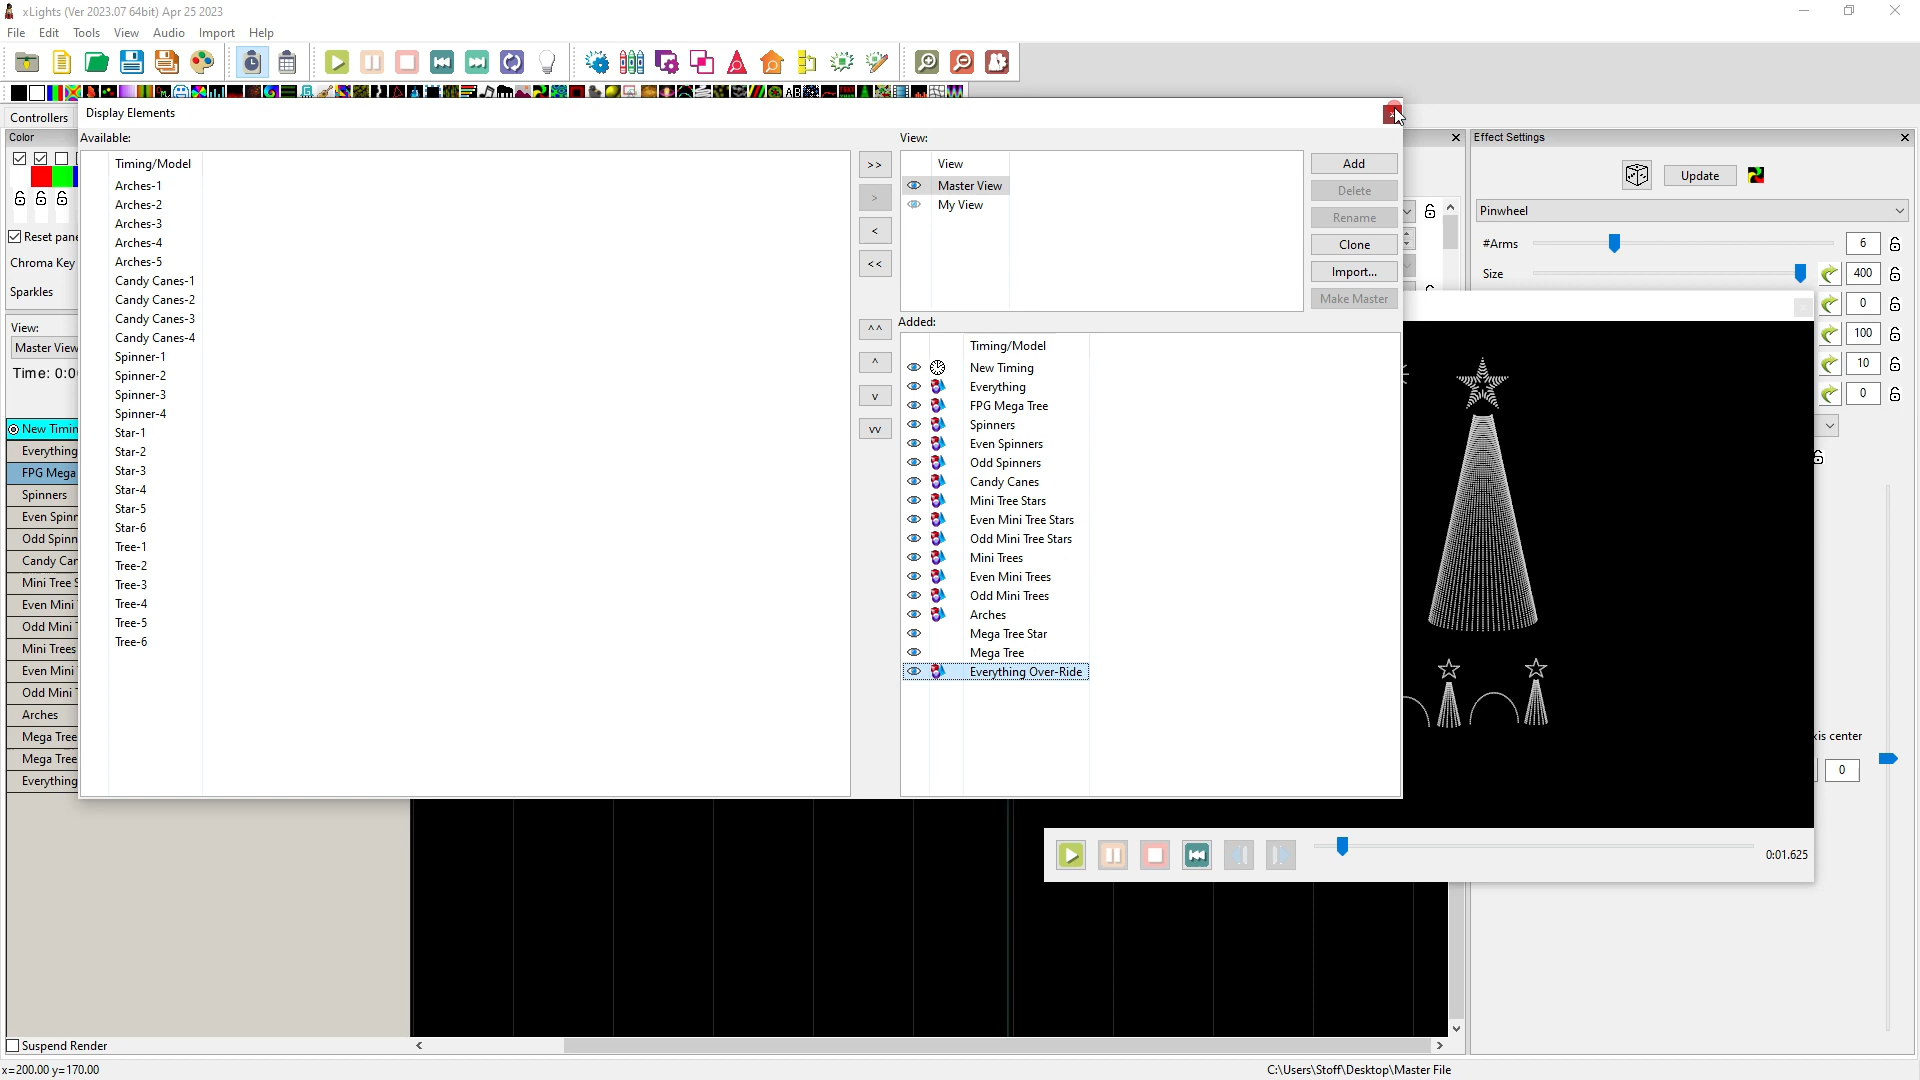 xLights (Ver 2023.07 64bit) Apr 25 2023
File Edit Tools View Audio Import Help
Controllers
Color
Reset pane
Chroma Key
Sparkles
View:
Master View
Time: 0:0
New Timin
Everything
FPG Mega
Spinners
Even Spinn
Odd Spinn
Candy Can
Mini Tree S
Even Mini
Odd Mini T
Mini Trees
Even Mini
Odd Mini T
Arches
Mega Tree
Mega Tree
Everything
Display Elements
Available:
Timing/Model
Arches-1
Arches-2
Arches-3
Arches-4
Arches-5
Candy Canes-1
Candy Canes-2
Candy Canes-3
Candy Canes-4
Spinner-1
Spinner-2
Spinner-3
Spinner-4
Star-1
Star-2
Star-3
Star-4
Star-5
Star-6
Tree-1
Tree-2
Tree-3
Tree-4
Tree-5
Tree-6
>>
>
<
<<
^^
^
v
vv
View:
View
Master View
My View
Add
Delete
Rename
Clone
Import...
Make Master
Added:
Timing/Model
New Timing
Everything
FPG Mega Tree
Spinners
Even Spinners
Odd Spinners
Candy Canes
Mini Tree Stars
Even Mini Tree Stars
Odd Mini Tree Stars
Mini Trees
Even Mini Trees
Odd Mini Trees
Arches
Mega Tree Star
Mega Tree
Everything Over-Ride
Effect Settings
Update
Pinwheel
#Arms 6
Size 400
0
100
10
0
xis center
0
0:01.625
Suspend Render
x=200.00 y=170.00
C:\Users\Stoff\Desktop\Master File